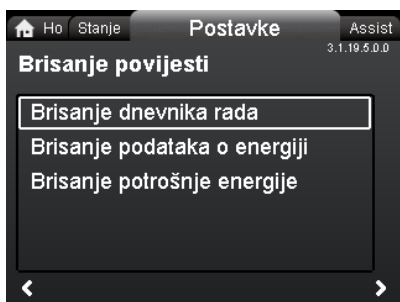 Ho Stanje Postavke Assist
3.1.19.5.0.0
Brisanje povijesti
Brisanje dnevnika rada
Brisanje podataka o energiji
Brisanje potrošnje energije